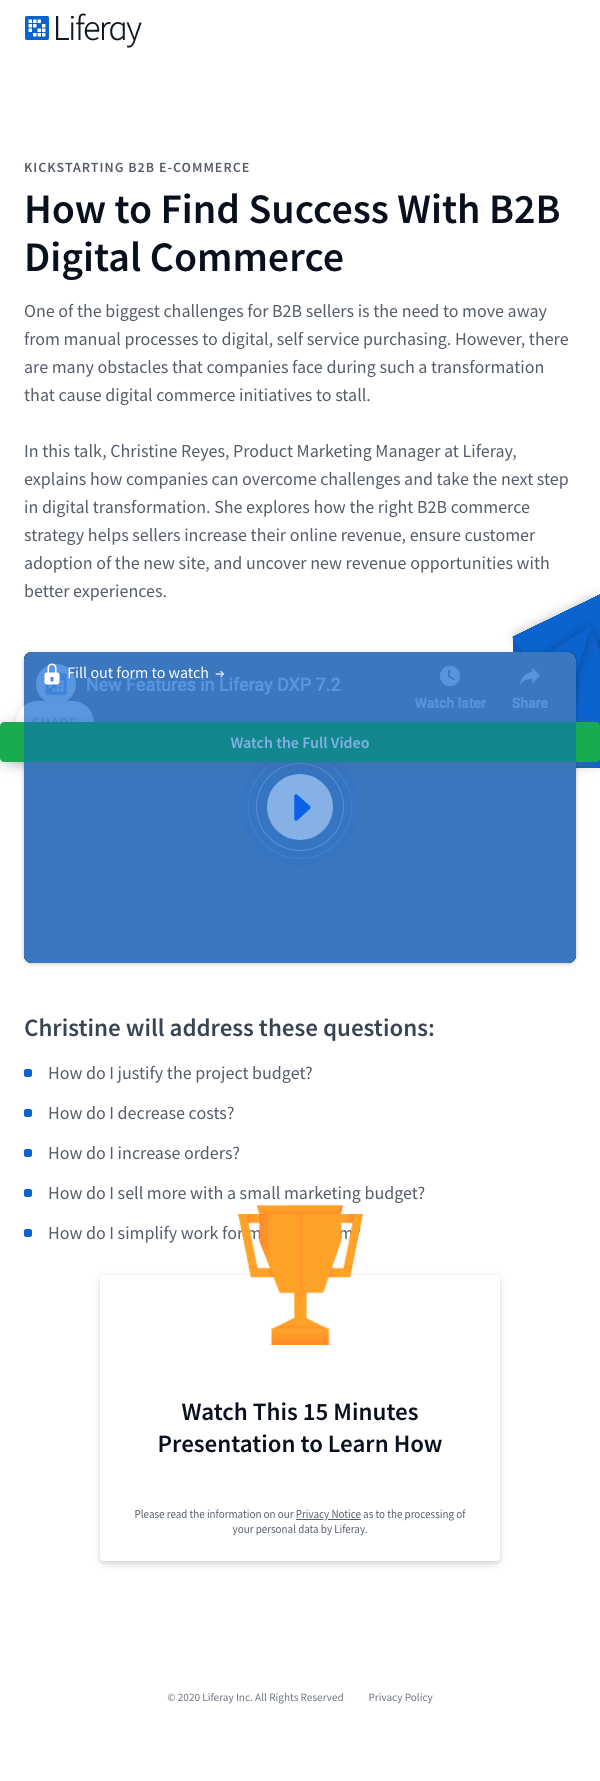 Liferay
KICKSTARTING B2B E-COMMERCE
How to Find Success With B2B
Digital Commerce
One of the biggest challenges for B2B sellers is the need to move away
from manual processes to digital, self service purchasing. However, there
are many obstacles that companies face during such a transformation
that cause digital commerce initiatives to stall.
In this talk, Christine Reyes, Product Marketing Manager at Liferay,
explains how companies can overcome challenges and take the next step
in digital transformation. She explores how the right B2B commerce
strategy helps sellers increase their online revenue, ensure customer
adoption of the new site, and uncover new revenue opportunities with
better experiences.
Fill out form to watch →
New Features in Liferay DXP 7.2
Watch later Share
SHARE
Watch the Full Video
Christine will address these questions:
How do I justify the project budget?
How do I decrease costs?
How do I increase orders?
How do I sell more with a small marketing budget?
How do I simplify work for
Watch This 15 Minutes
Presentation to Learn How
Please read the information on our Privacy Notice as to the processing of
your personal data by Liferay.
© 2020 Liferay Inc. All Rights Reserved Privacy Policy